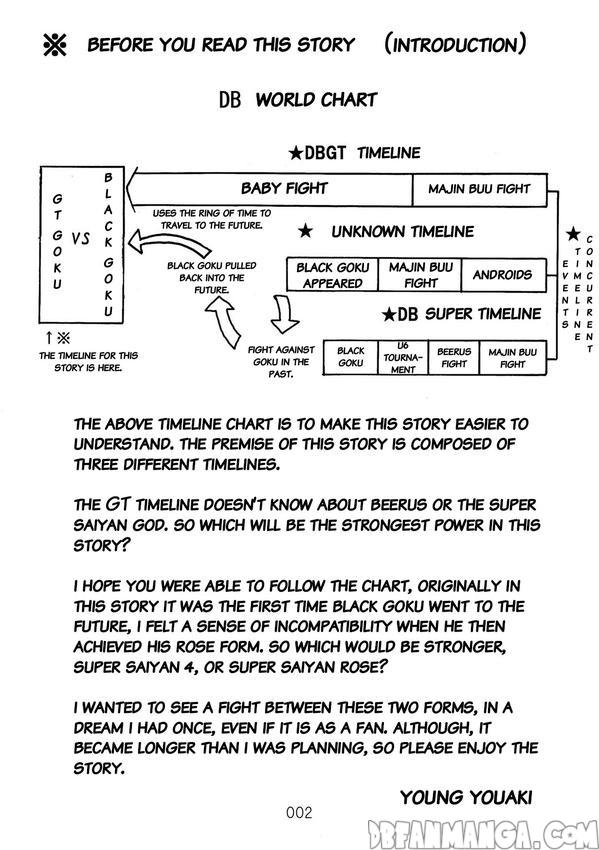 ※ BEFORE YOU READ THIS STORY (INTRODUCTION)
DB WORLD CHART
★DBGT TIMELINE
BABY FIGHT
MAJIN BUU FIGHT
GT GOKU
VS
BLACK GOKU
USES THE RING OF TIME TO
TRAVEL TO THE FUTURE.
★ UNKNOWN TIMELINE
BLACK GOKU PULLED
BACK INTO THE
FUTURE.
BLACK GOKU
APPEARED
MAJIN BUU
FIGHT
ANDROIDS
★DB SUPER TIMELINE
FIGHT AGAINST
GOKU IN THE
PAST.
BLACK
GOKU
U6
TOURNA-
MENT
BEERUS
FIGHT
MAJIN BUU
FIGHT
★ CONCURRENT
TIMELINE
EVENTS
↑※
THE TIMELINE FOR THIS
STORY IS HERE.
THE ABOVE TIMELINE CHART IS TO MAKE THIS STORY EASIER TO
UNDERSTAND. THE PREMISE OF THIS STORY IS COMPOSED OF
THREE DIFFERENT TIMELINES.
THE GT TIMELINE DOESN'T KNOW ABOUT BEERUS OR THE SUPER
SAIYAN GOD. SO WHICH WILL BE THE STRONGEST POWER IN THIS
STORY?
I HOPE YOU WERE ABLE TO FOLLOW THE CHART, ORIGINALLY IN
THIS STORY IT WAS THE FIRST TIME BLACK GOKU WENT TO THE
FUTURE, I FELT A SENSE OF INCOMPATIBILITY WHEN HE THEN
ACHIEVED HIS ROSE FORM. SO WHICH WOULD BE STRONGER,
SUPER SAIYAN 4, OR SUPER SAIYAN ROSE?
I WANTED TO SEE A FIGHT BETWEEN THESE TWO FORMS, IN A
DREAM I HAD ONCE, EVEN IF IT IS AS A FAN. ALTHOUGH, IT
BECAME LONGER THAN I WAS PLANNING, SO PLEASE ENJOY THE
STORY.
YOUNG YOUAKI
002
DBFANMANGA.COM